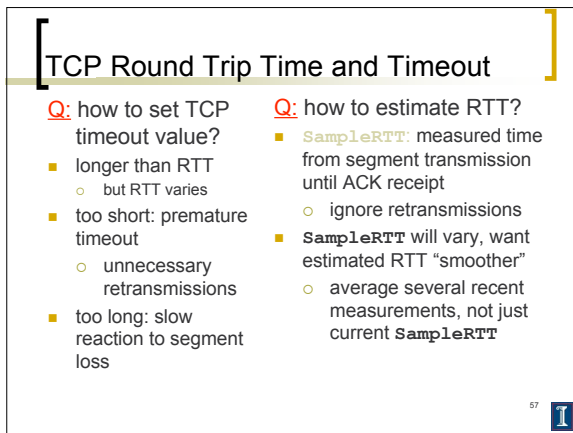 TCP Round Trip Time and Timeout
Q: how to set TCP
timeout value?
longer than RTT
but RTT varies
too short: premature
timeout
unnecessary
retransmissions
too long: slow
reaction to segment
loss
Q: how to estimate RTT?
SampleRTT: measured time
from segment transmission
until ACK receipt
ignore retransmissions
SampleRTT will vary, want
estimated RTT “smoother”
average several recent
measurements, not just
current SampleRTT
57
I